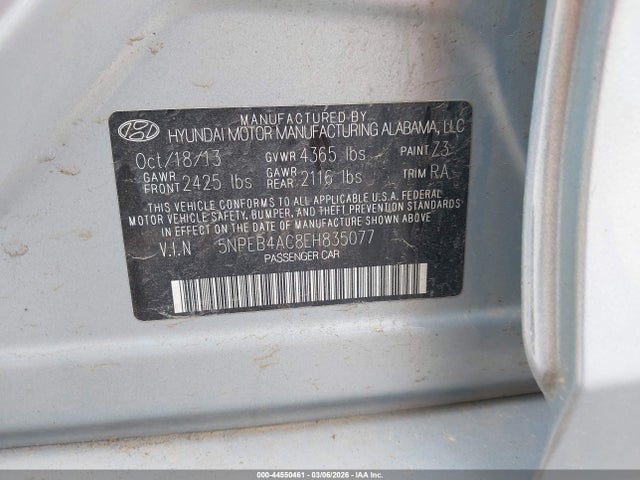 MANUFACTURED BY
HYUNDAI MOTOR MANUFACTURING ALABAMA, LLC
Oct/18/13 GVWR 4365 lbs PAINT Z3
GAWR FRONT 2425 lbs GAWR REAR 2116 lbs TRIM RA
THIS VEHICLE CONFORMS TO ALL APPLICABLE U.S.A. FEDERAL
MOTOR VEHICLE SAFETY, BUMPER, AND THEFT PREVENTION STANDARDS
IN EFFECT ON THE DATE OF MANUFACTURE SHOWN ABOVE.
V.I.N 5NPEB4AC8EH835077
PASSENGER CAR
000-44550461 - 03/06/2026 - © IAA Holdings, LLC